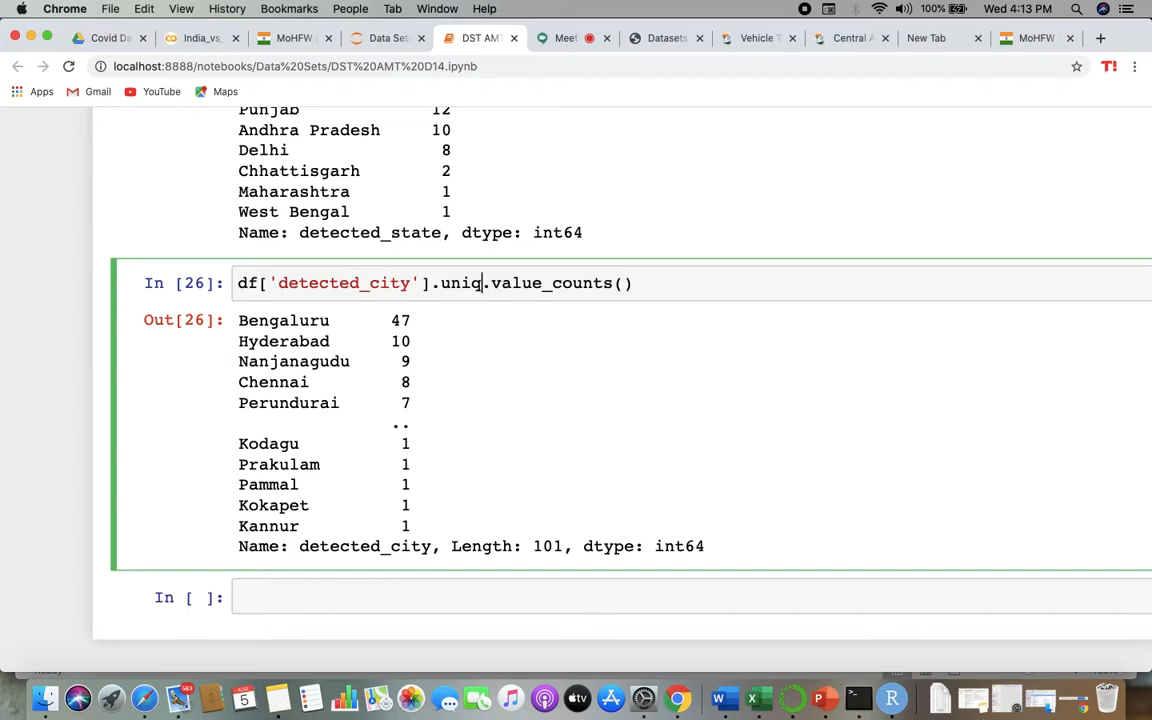 Chrome File Edit View History Bookmarks People Tab Window Help 100% Wed 4:13 PM
Covid Da India_vs_ MoHFW Data Set DST AMT Meet Datasets Vehicle T Central A New Tab MoHFW
localhost:8888/notebooks/Data%20Sets/DST%20AMT%20D14.ipynb T!
Apps Gmail YouTube Maps
Punjab 12
Andhra Pradesh 10
Delhi 8
Chhattisgarh 2
Maharashtra 1
West Bengal 1
Name: detected_state, dtype: int64
In [26]: df['detected_city'].uniq.value_counts()
Out[26]: Bengaluru 47
Hyderabad 10
Nanjanagudu 9
Chennai 8
Perundurai 7
..
Kodagu 1
Prakulam 1
Pammal 1
Kokapet 1
Kannur 1
Name: detected_city, Length: 101, dtype: int64
In [ ]: